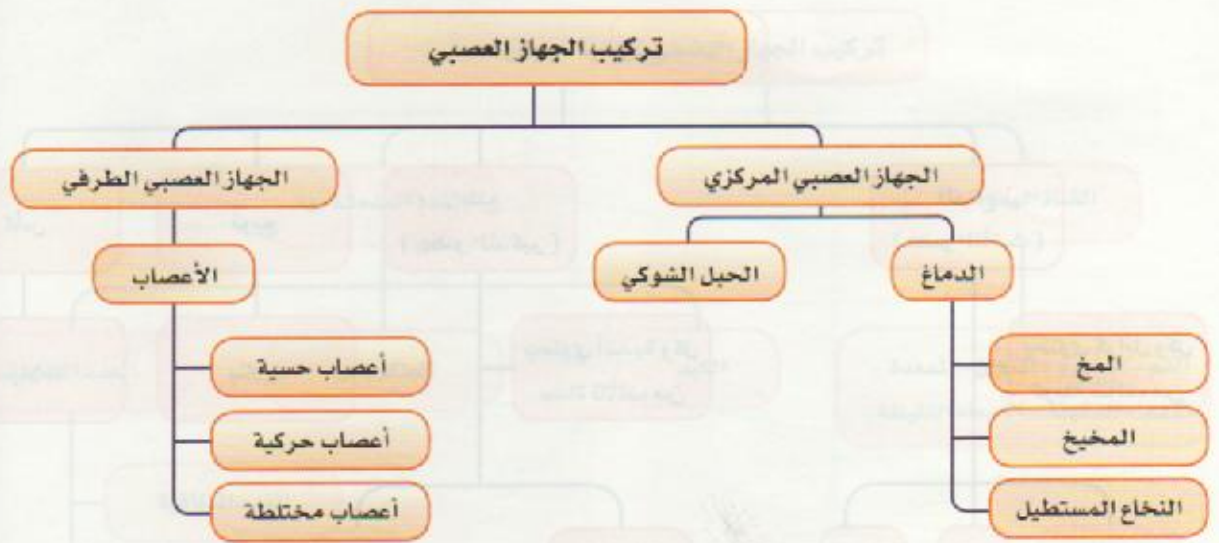 تركيب الجهاز العصبي
الجهاز العصبي المركزي
الجهاز العصبي الطرفي
الدماغ
الحبل الشوكي
الأعصاب
المخ
المخيخ
النخاع المستطيل
أعصاب حسية
أعصاب حركية
أعصاب مختلطة